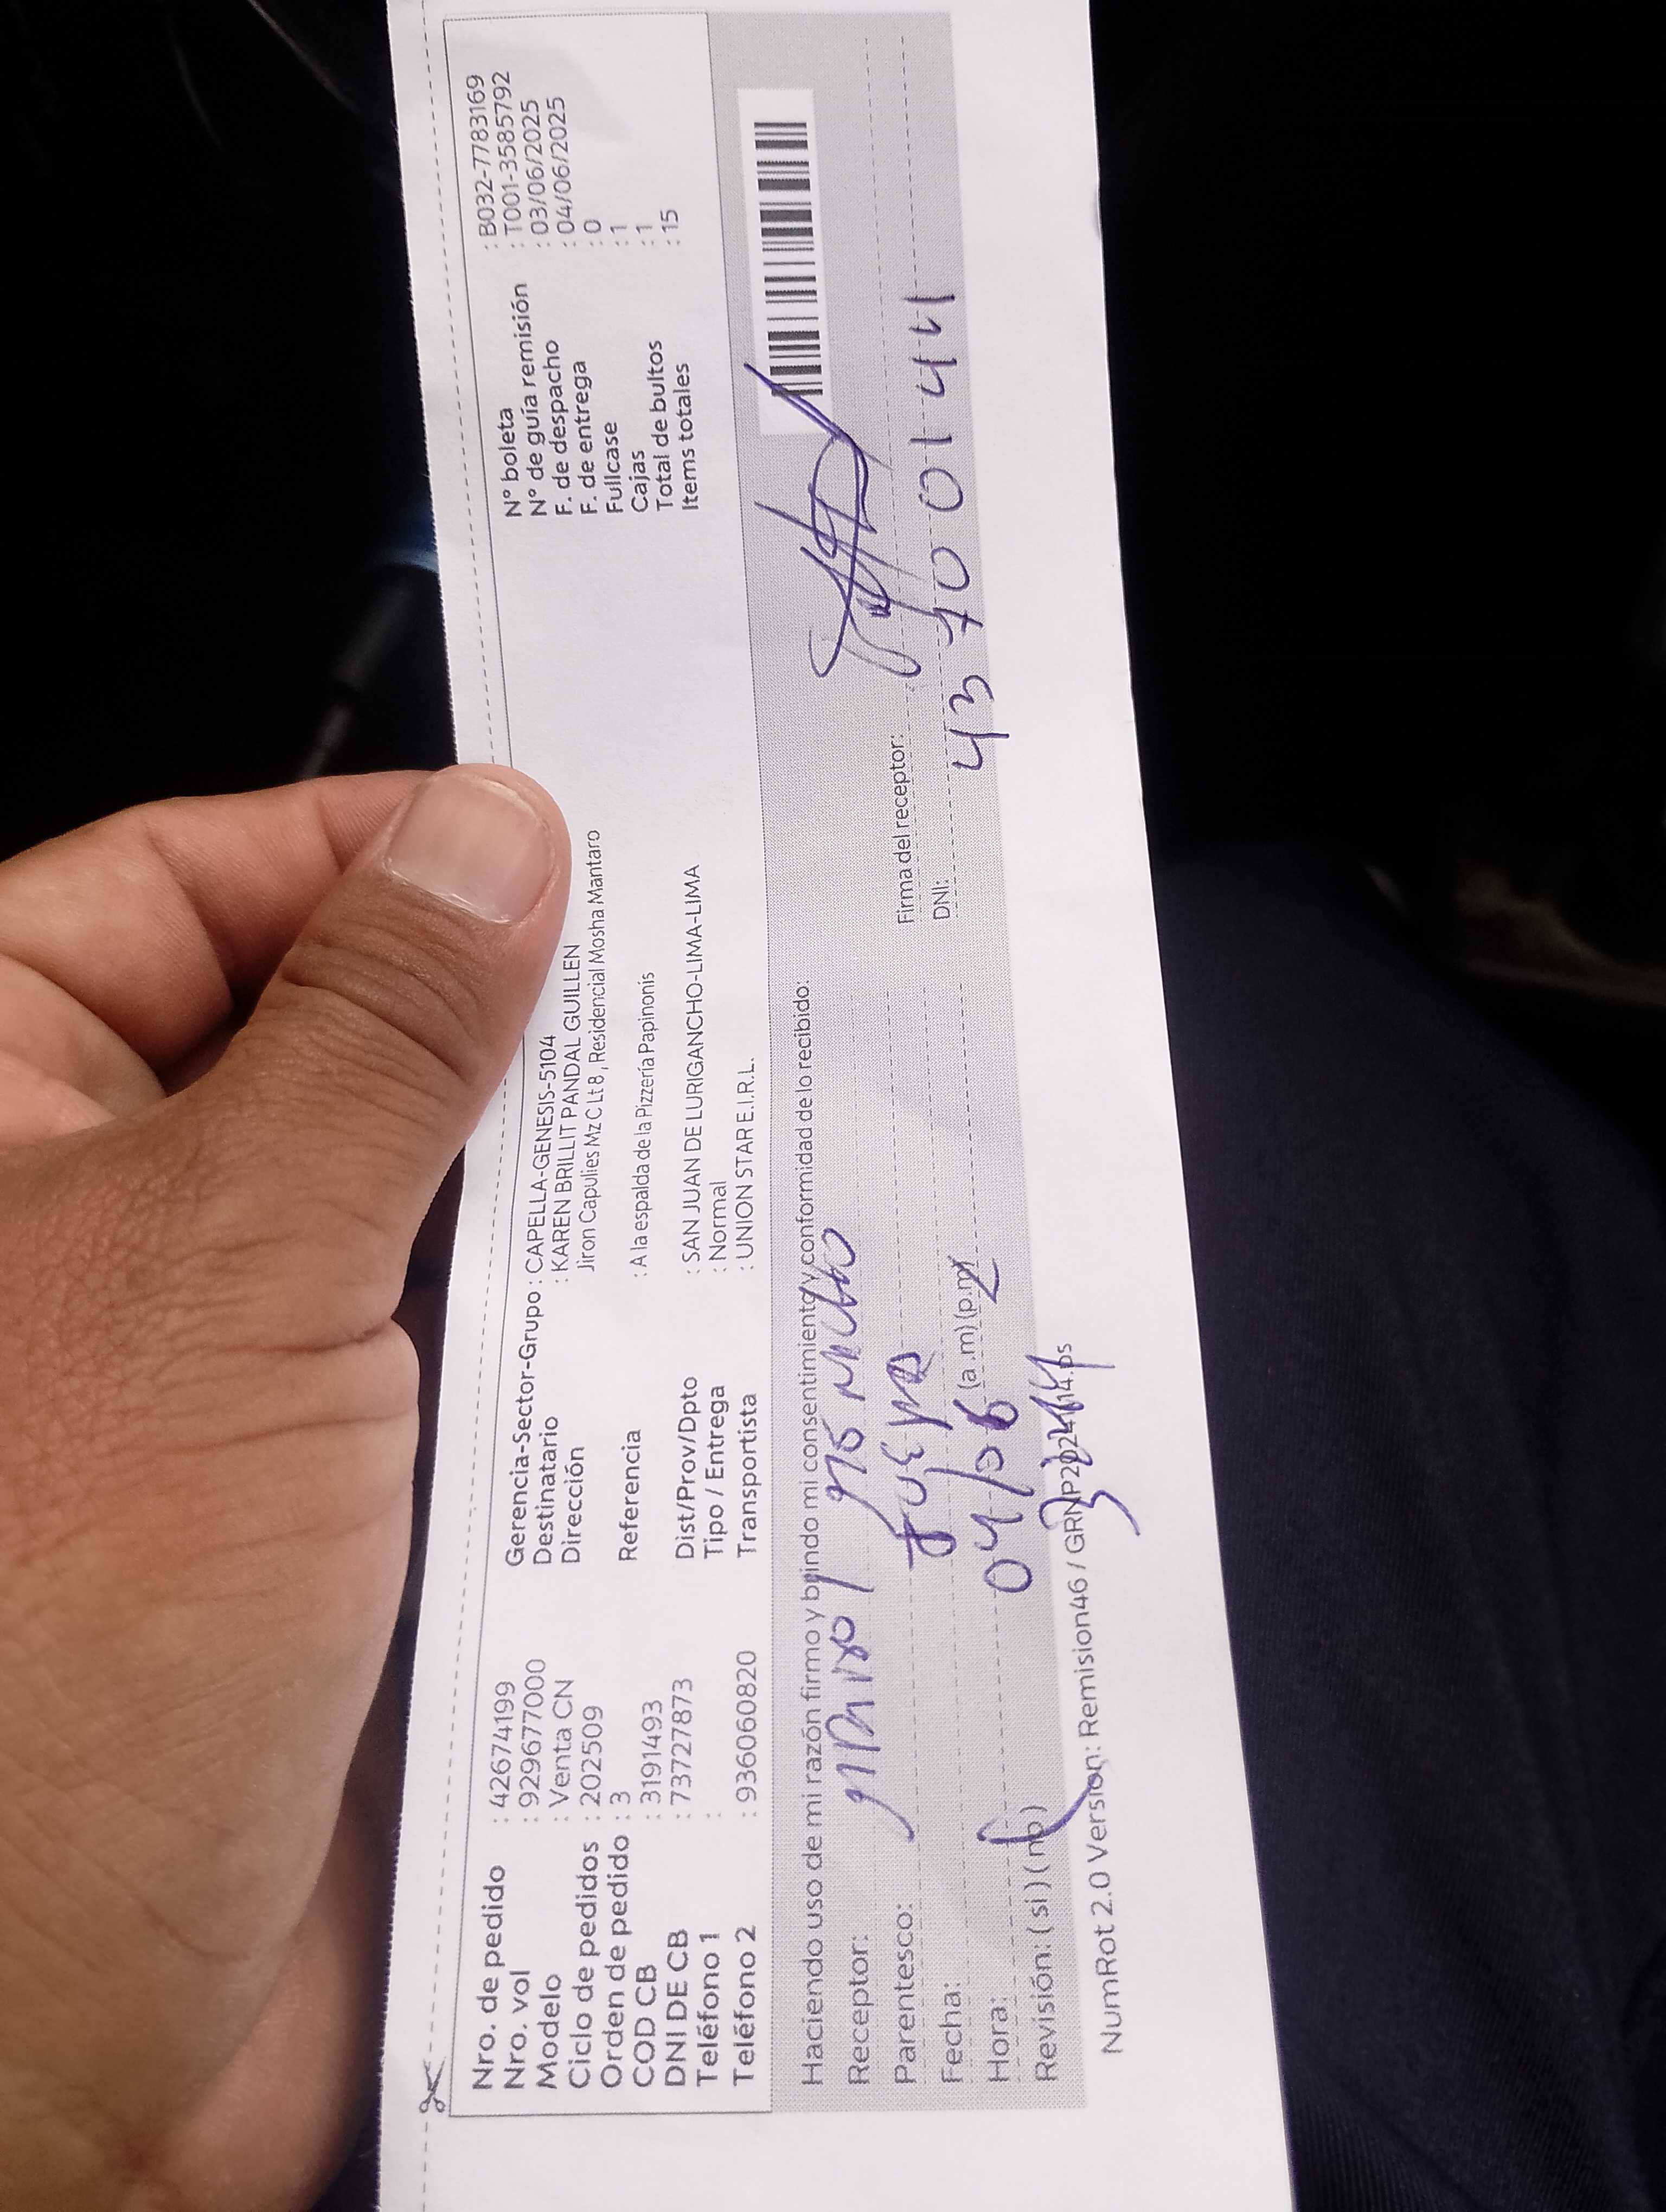 Nro. de pedido : 42674199
Nro. vol : 929677000
Modelo : Venta CN
Ciclo de pedidos : 202509
Orden de pedido : 3
COD CB : 3191493
DNI DE CB : 73727873
Teléfono 1 :
Teléfono 2 : 936060820
Gerencia-Sector-Grupo : CAPELLA-GENESIS-5104
Destinatario : KAREN BRILLIT PANDAL GUILLEN
Dirección Jiron Capulies Mz C Lt 8 , Residencial Mosha Mantaro
Referencia : A la espalda de la Pizzería Papinonis
Dist/Prov/Dpto : SAN JUAN DE LURIGANCHO-LIMA-LIMA
Tipo / Entrega : Normal
Transportista : UNION STAR E.I.R.L.
N° boleta : B032-7783169
N° de guía remisión : T001-3585792
F. de despacho : 03/06/2025
F. de entrega : 04/06/2025
Fullcase : 0
Cajas : 1
Total de bultos : 1
Items totales : 15
Haciendo uso de mi razón firmo y brindo mi consentimiento y conformidad de lo recibido:
Receptor:
Parentesco:
Fecha: 04/06
Hora: (a.m) (p.m)
Revisión: ( si ) ( no )
Firma del receptor:
DNI: 43700144
NumRot 2.0 Version: Remision46 / GRNP